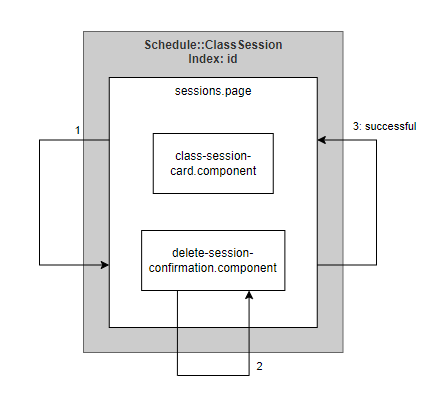 Schedule::ClassSession
Index: id
sessions.page
1
3: successful
class-session-
card.component
delete-session-
confirmation.component
2